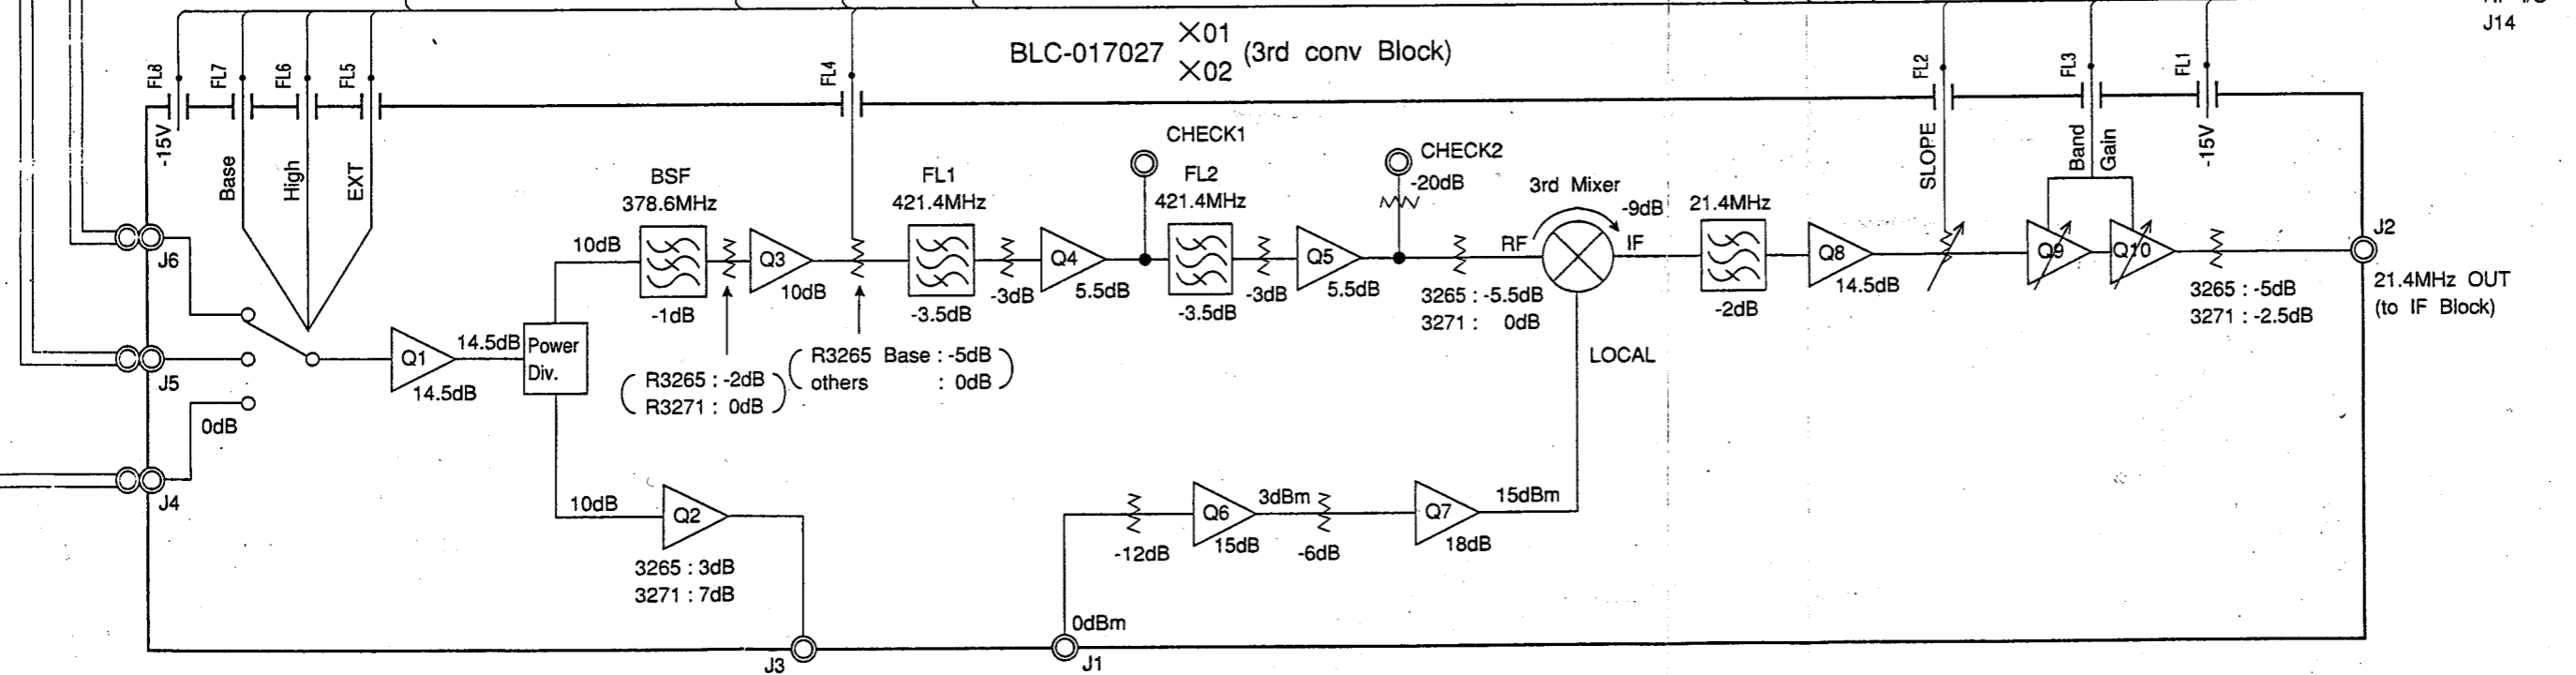 J14
BLC-017027 X01 (3rd conv Block)
X02
FL8
FL7
FL6
FL5
FL4
FL2
FL3
FL1
-15V
Base
High
EXT
SLOPE
Band
Gain
-15V
CHECK1
CHECK2
-20dB
BSF
378.6MHz
-1dB
FL1
421.4MHz
-3.5dB
FL2
421.4MHz
-3.5dB
3rd Mixer
-9dB
RF
IF
21.4MHz
-2dB
J6
J5
J4
0dB
Q1
14.5dB
14.5dB
Power
Div.
10dB
Q3
10dB
-3dB
Q4
5.5dB
-3dB
Q5
5.5dB
3265 : -5.5dB
3271 : 0dB
Q8
14.5dB
Q9
Q10
3265 : -5dB
3271 : -2.5dB
J2
21.4MHz OUT
(to IF Block)
R3265 : -2dB
R3271 : 0dB
R3265 Base : -5dB
others : 0dB
LOCAL
10dB
Q2
3265 : 3dB
3271 : 7dB
J3
0dBm
J1
-12dB
Q6
15dB
3dBm
-6dB
Q7
18dB
15dBm